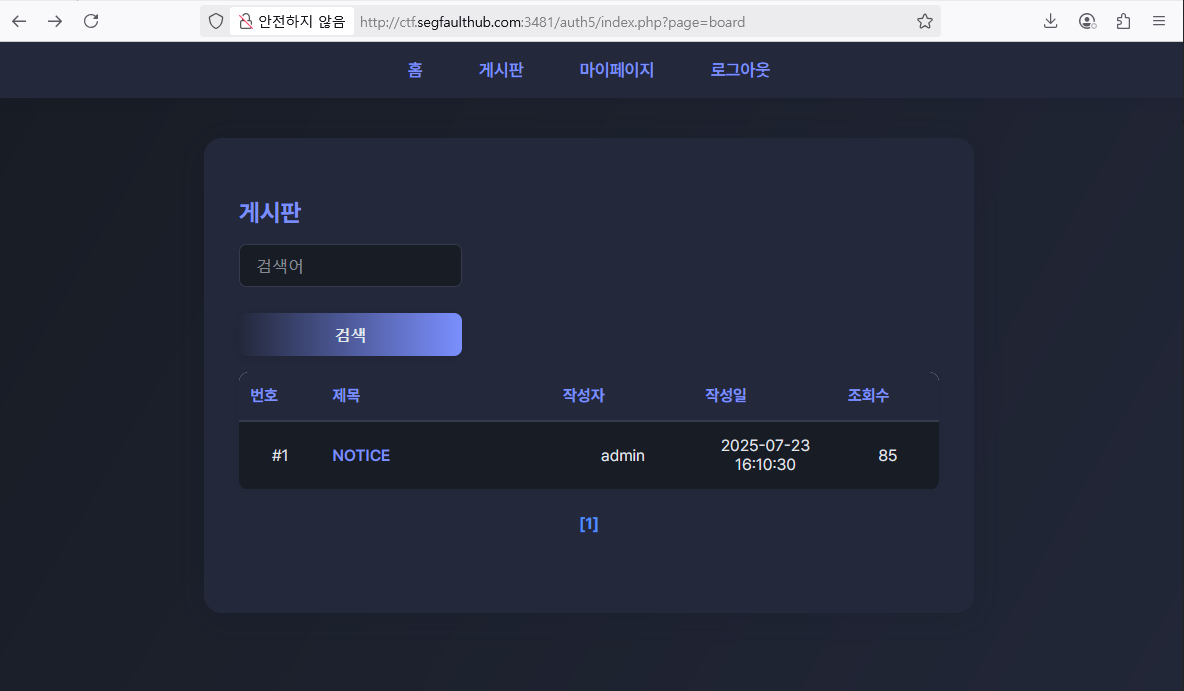 안전하지 않음 http://ctf.segfaulthub.com:3481/auth5/index.php?page=board
홈 게시판 마이페이지 로그아웃
게시판
검색어
검색
번호 제목 작성자 작성일 조회수
#1 NOTICE admin 2025-07-23 16:10:30 85
[1]